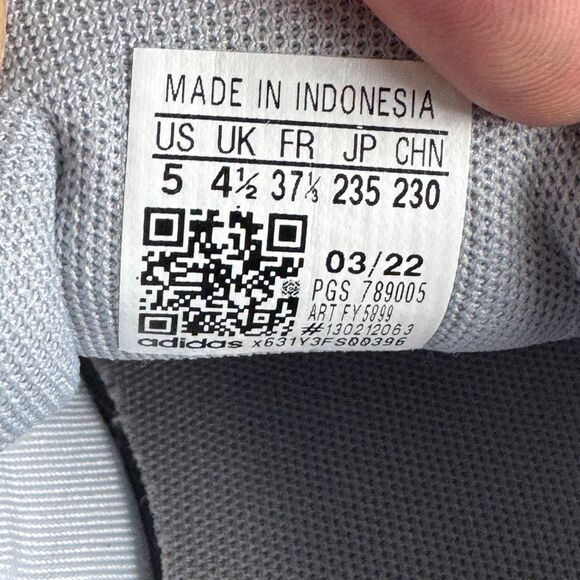 MADE IN INDONESIA
US UK FR JP CHN
5 4½ 37⅓ 235 230
03/22
PGS 789005
ART FY5899
#130212063
adidas x631Y3FS00396